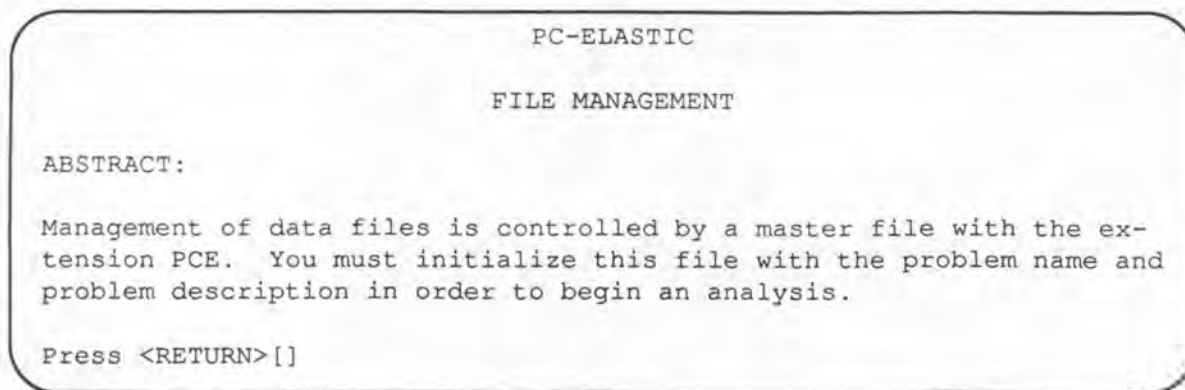 PC-ELASTIC
FILE MANAGEMENT
ABSTRACT:
Management of data files is controlled by a master file with the ex-
tension PCE. You must initialize this file with the problem name and
problem description in order to begin an analysis.
Press <RETURN>[]